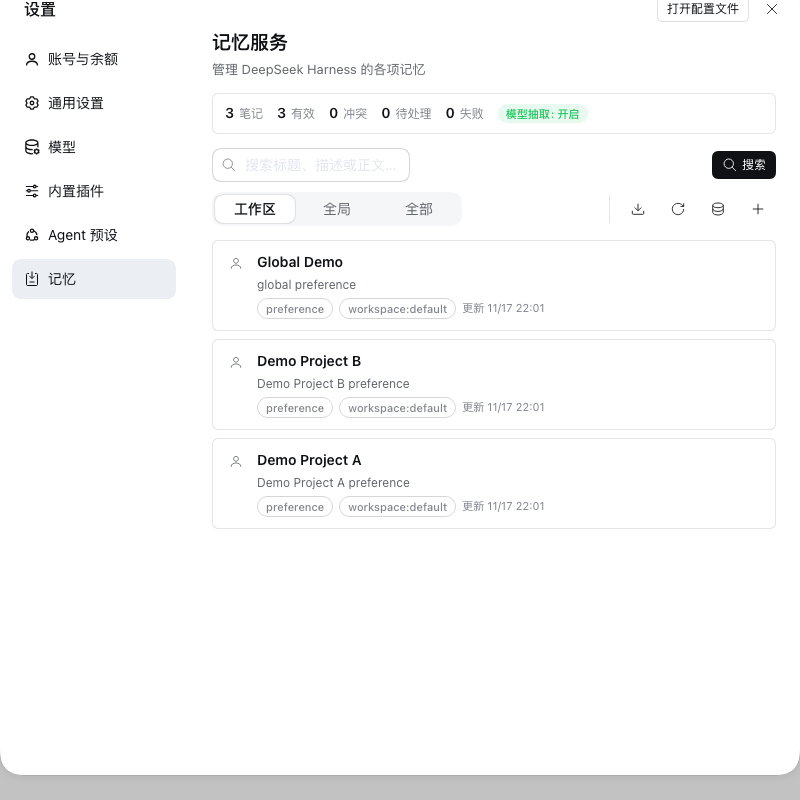 设置
打开配置文件
账号与余额
通用设置
模型
内置插件
Agent 预设
记忆
记忆服务
管理 DeepSeek Harness 的各项记忆
3 笔记 3 有效 0 冲突 0 待处理 0 失败 模型抽取: 开启
搜索标题、描述或正文...
搜索
工作区 全局 全部
Global Demo
global preference
preference workspace:default 更新 11/17 22:01
Demo Project B
Demo Project B preference
preference workspace:default 更新 11/17 22:01
Demo Project A
Demo Project A preference
preference workspace:default 更新 11/17 22:01